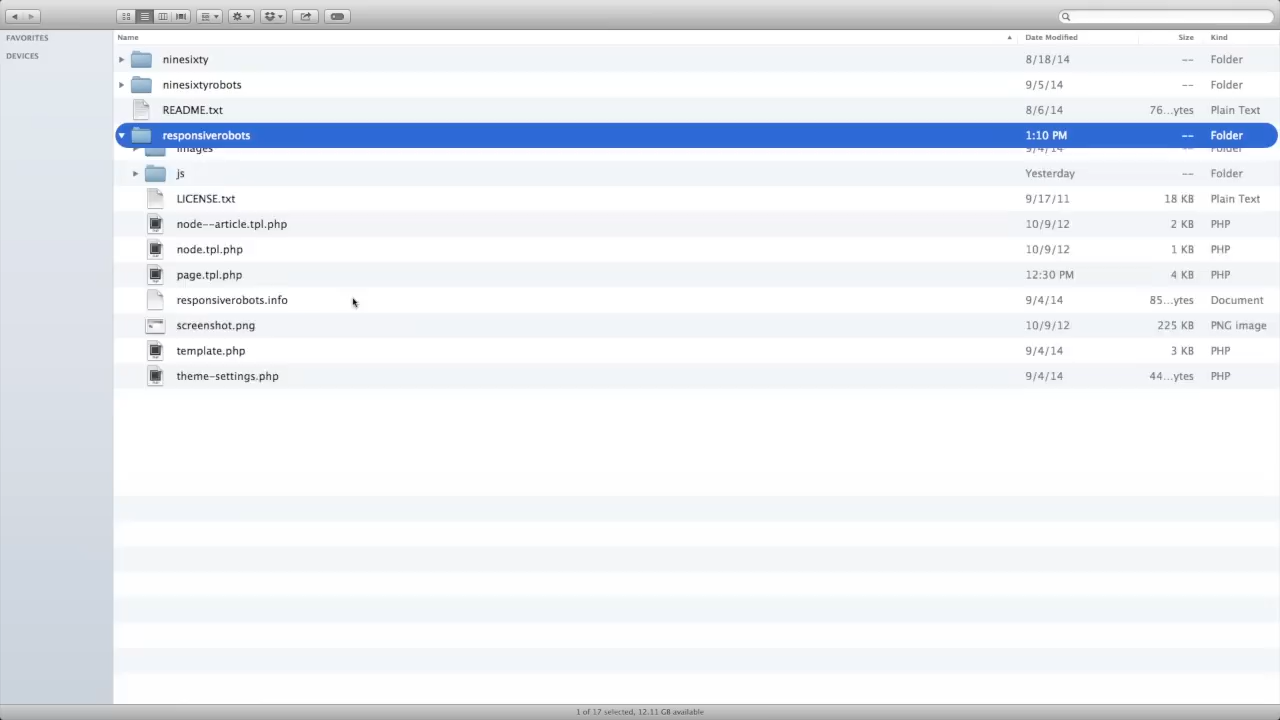 FAVORITES
DEVICES
Name Date Modified Size Kind
ninesixty 8/18/14 -- Folder
ninesixtyrobots 9/5/14 -- Folder
README.txt 8/6/14 76...ytes Plain Text
responsiverobots 1:10 PM -- Folder
images 9/4/14 -- Folder
js Yesterday -- Folder
LICENSE.txt 9/17/11 18 KB Plain Text
node--article.tpl.php 10/9/12 2 KB PHP
node.tpl.php 10/9/12 1 KB PHP
page.tpl.php 12:30 PM 4 KB PHP
responsiverobots.info 9/4/14 85...ytes Document
screenshot.png 10/9/12 225 KB PNG image
template.php 9/4/14 3 KB PHP
theme-settings.php 9/4/14 44...ytes PHP
1 of 17 selected, 12.11 GB available